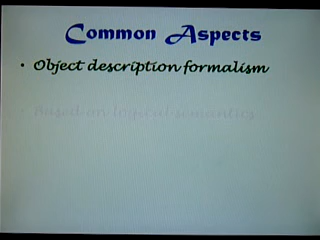 Common Aspects
• Object description formalism
• Based on logical semantics